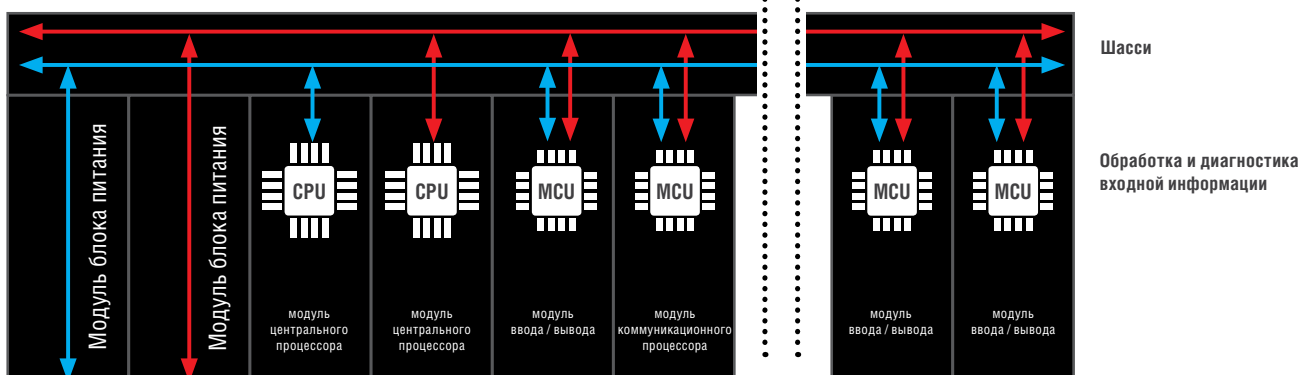 Шасси
Обработка и диагностика
входной информации
Модуль блока питания
Модуль блока питания
CPU
CPU
MCU
MCU
MCU
MCU
модуль
центрального
процессора
модуль
центрального
процессора
модуль
ввода / вывода
модуль
коммуникационного
процессора
модуль
ввода / вывода
модуль
ввода / вывода